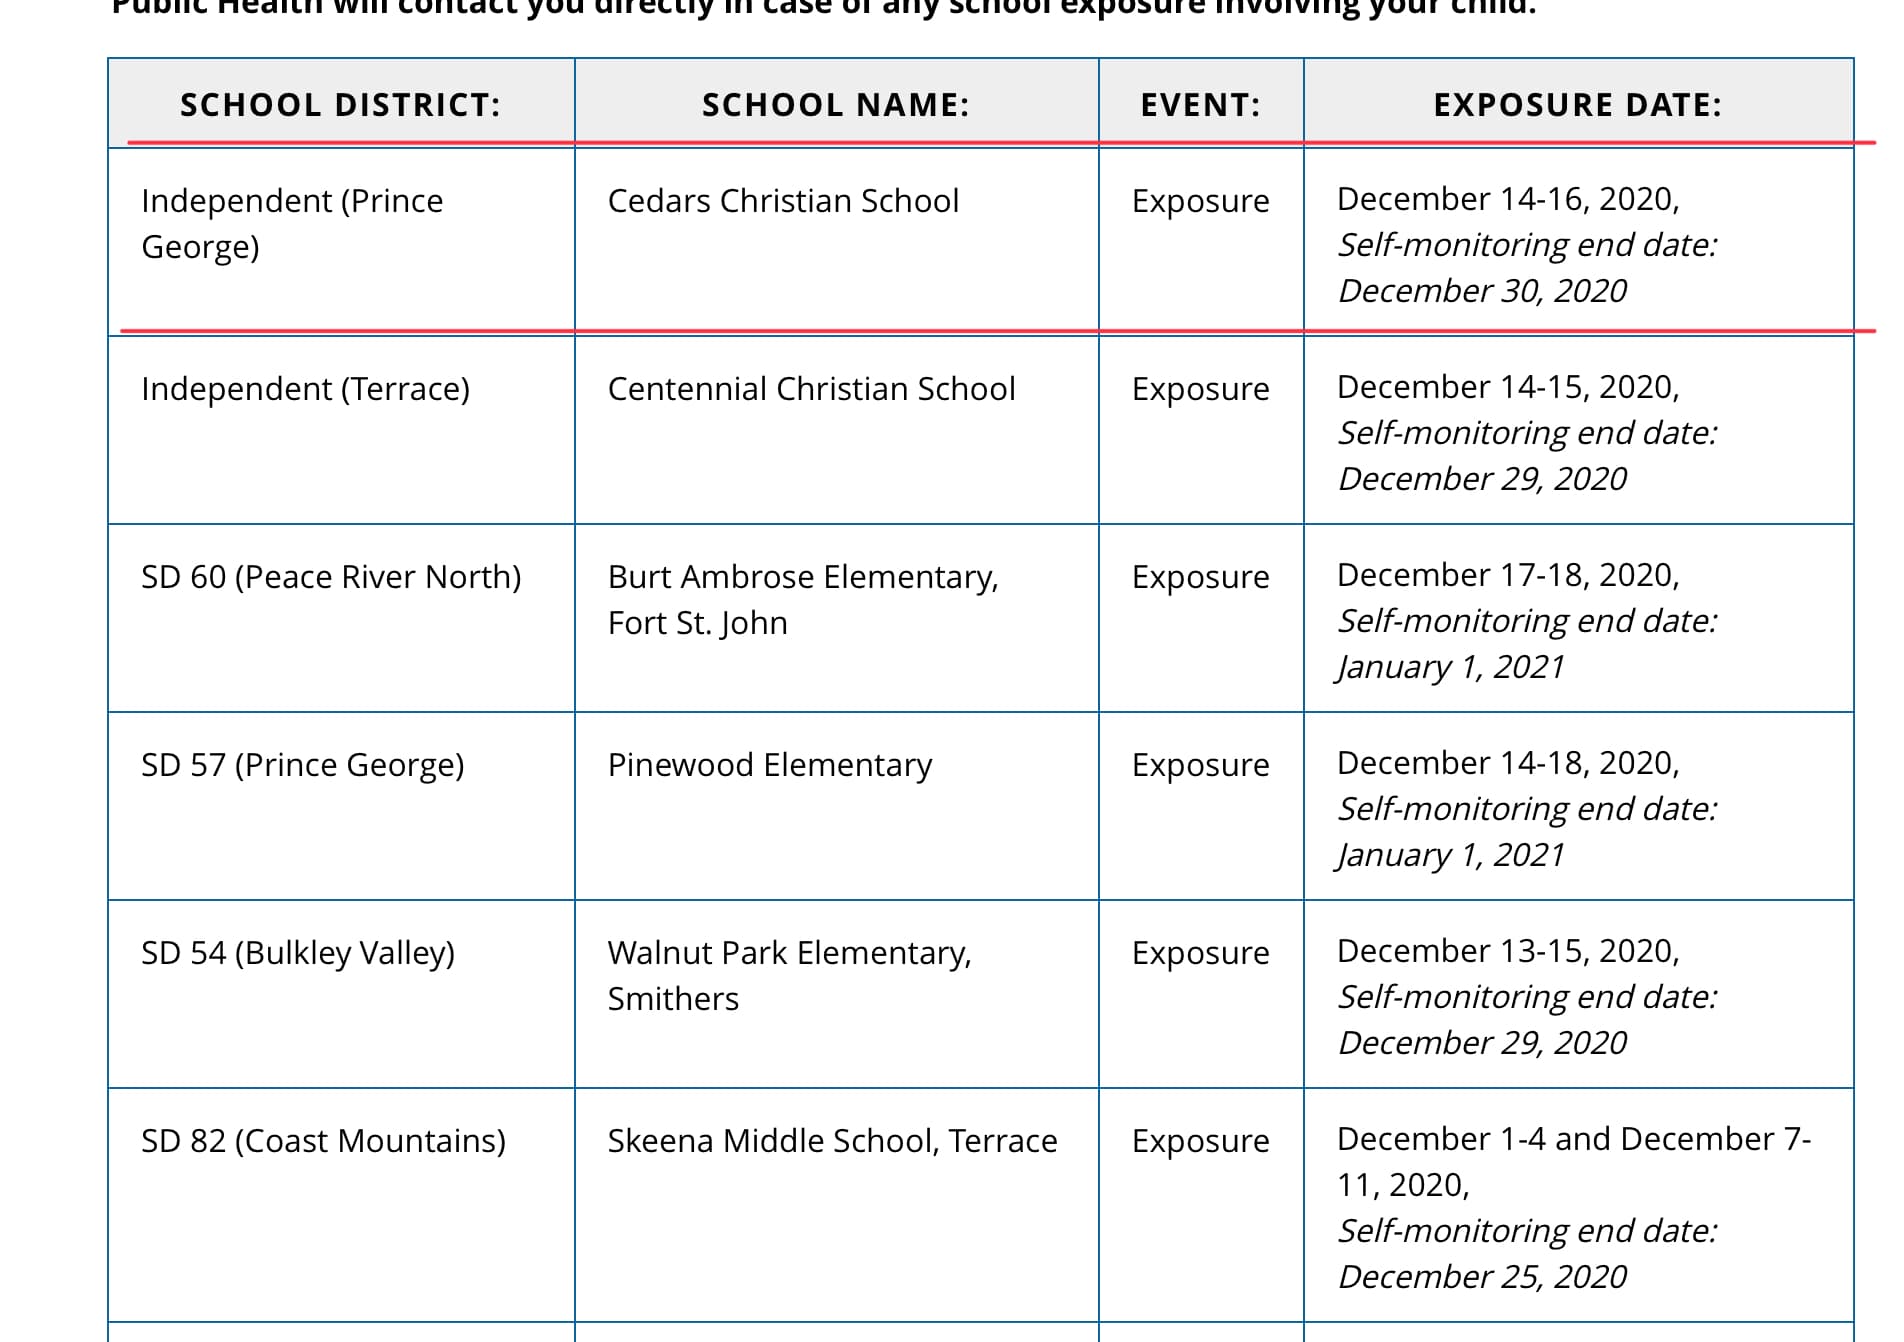 Public Health will contact you directly in case of any school exposure involving your child.
SCHOOL DISTRICT: SCHOOL NAME: EVENT: EXPOSURE DATE:
Independent (Prince
George)
Cedars Christian School
Exposure
December 14-16, 2020,
Self-monitoring end date:
December 30, 2020
Independent (Terrace)
Centennial Christian School
Exposure
December 14-15, 2020,
Self-monitoring end date:
December 29, 2020
SD 60 (Peace River North)
Burt Ambrose Elementary,
Fort St. John
Exposure
December 17-18, 2020,
Self-monitoring end date:
January 1, 2021
SD 57 (Prince George)
Pinewood Elementary
Exposure
December 14-18, 2020,
Self-monitoring end date:
January 1, 2021
SD 54 (Bulkley Valley)
Walnut Park Elementary,
Smithers
Exposure
December 13-15, 2020,
Self-monitoring end date:
December 29, 2020
SD 82 (Coast Mountains)
Skeena Middle School, Terrace
Exposure
December 1-4 and December 7-
11, 2020,
Self-monitoring end date:
December 25, 2020